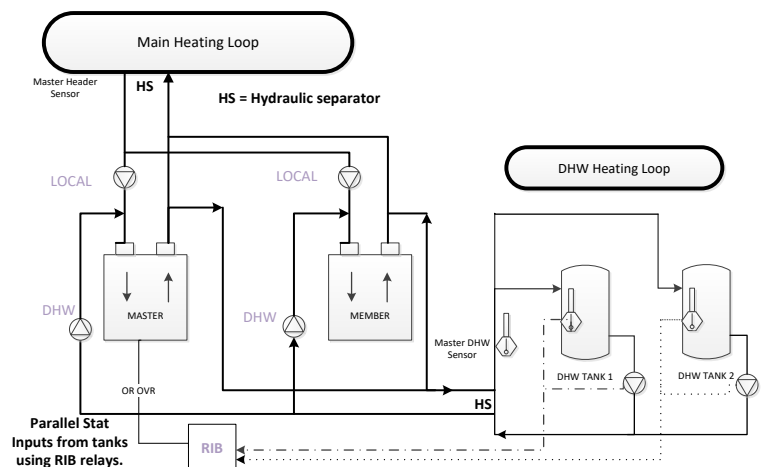 Main Heating Loop
Master Header
Sensor
HS
HS = Hydraulic separator
LOCAL
LOCAL
DHW Heating Loop
DHW
MASTER
DHW
MEMBER
Master DHW
Sensor
DHW TANK 1
DHW TANK 2
OR OVR
HS
Parallel Stat
Inputs from tanks
using RIB relays.
RIB